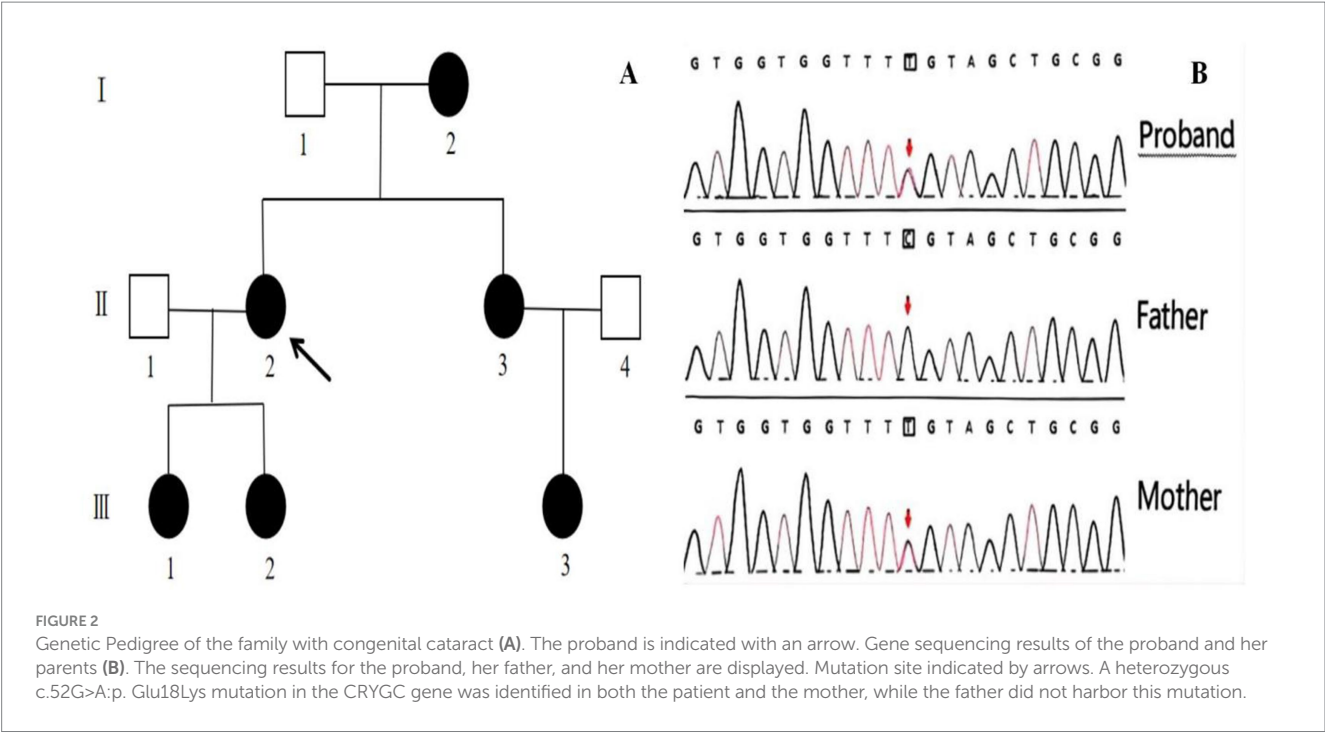 A
B
I
1
2
II
1
2
3
4
III
1
2
3
G T G G T G G T T T T G T A G C T G C G G
Proband
G T G G T G G T T T C G T A G C T G C G G
Father
G T G G T G G T T T T G T A G C T G C G G
Mother
FIGURE 2
Genetic Pedigree of the family with congenital cataract (A). The proband is indicated with an arrow. Gene sequencing results of the proband and her
parents (B). The sequencing results for the proband, her father, and her mother are displayed. Mutation site indicated by arrows. A heterozygous
c.52G>A:p. Glu18Lys mutation in the CRYGC gene was identified in both the patient and the mother, while the father did not harbor this mutation.